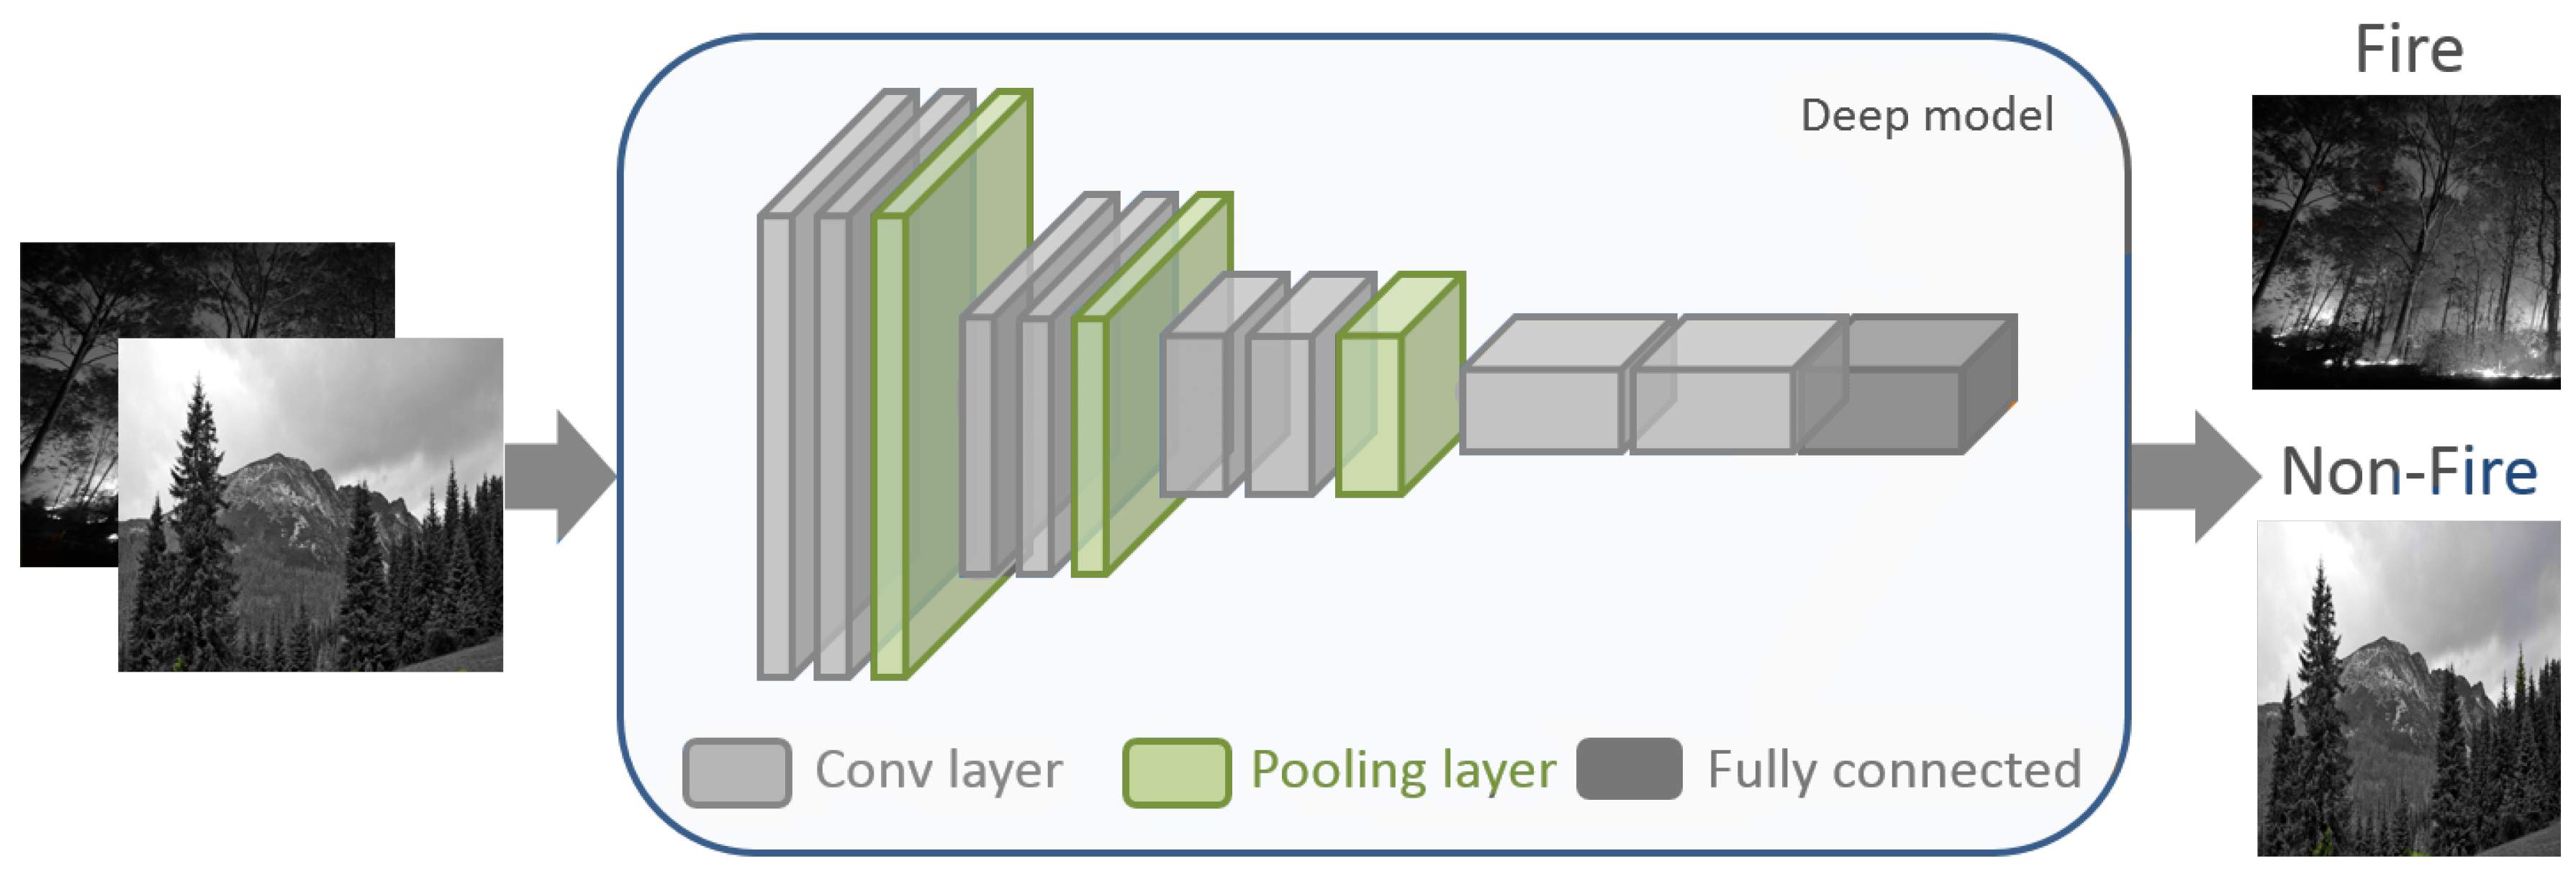 Fire
Deep model
Non-Fire
Conv layer
Pooling layer
Fully connected